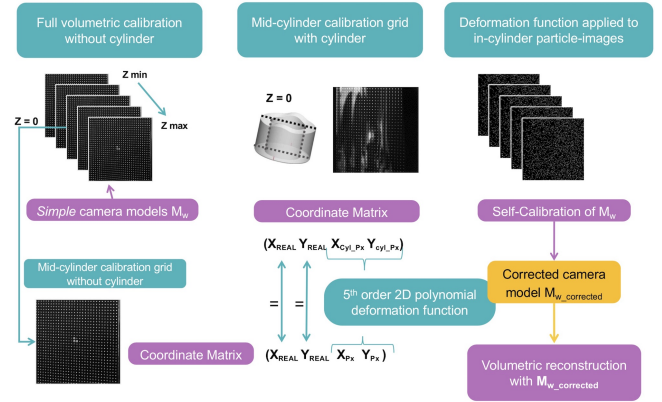 Full volumetric calibration
without cylinder
Z min
Z = 0
Z max
Simple camera models Mw
Mid-cylinder calibration grid
without cylinder
Coordinate Matrix
Mid-cylinder calibration grid
with cylinder
Z = 0
Coordinate Matrix
(XREAL YREAL XCyl_Px Ycyl_Px)
= =
5th order 2D polynomial
deformation function
(XREAL YREAL XPx YPx)
Deformation function applied to
in-cylinder particle-images
Self-Calibration of Mw
Corrected camera
model Mw_corrected
Volumetric reconstruction
with Mw_corrected